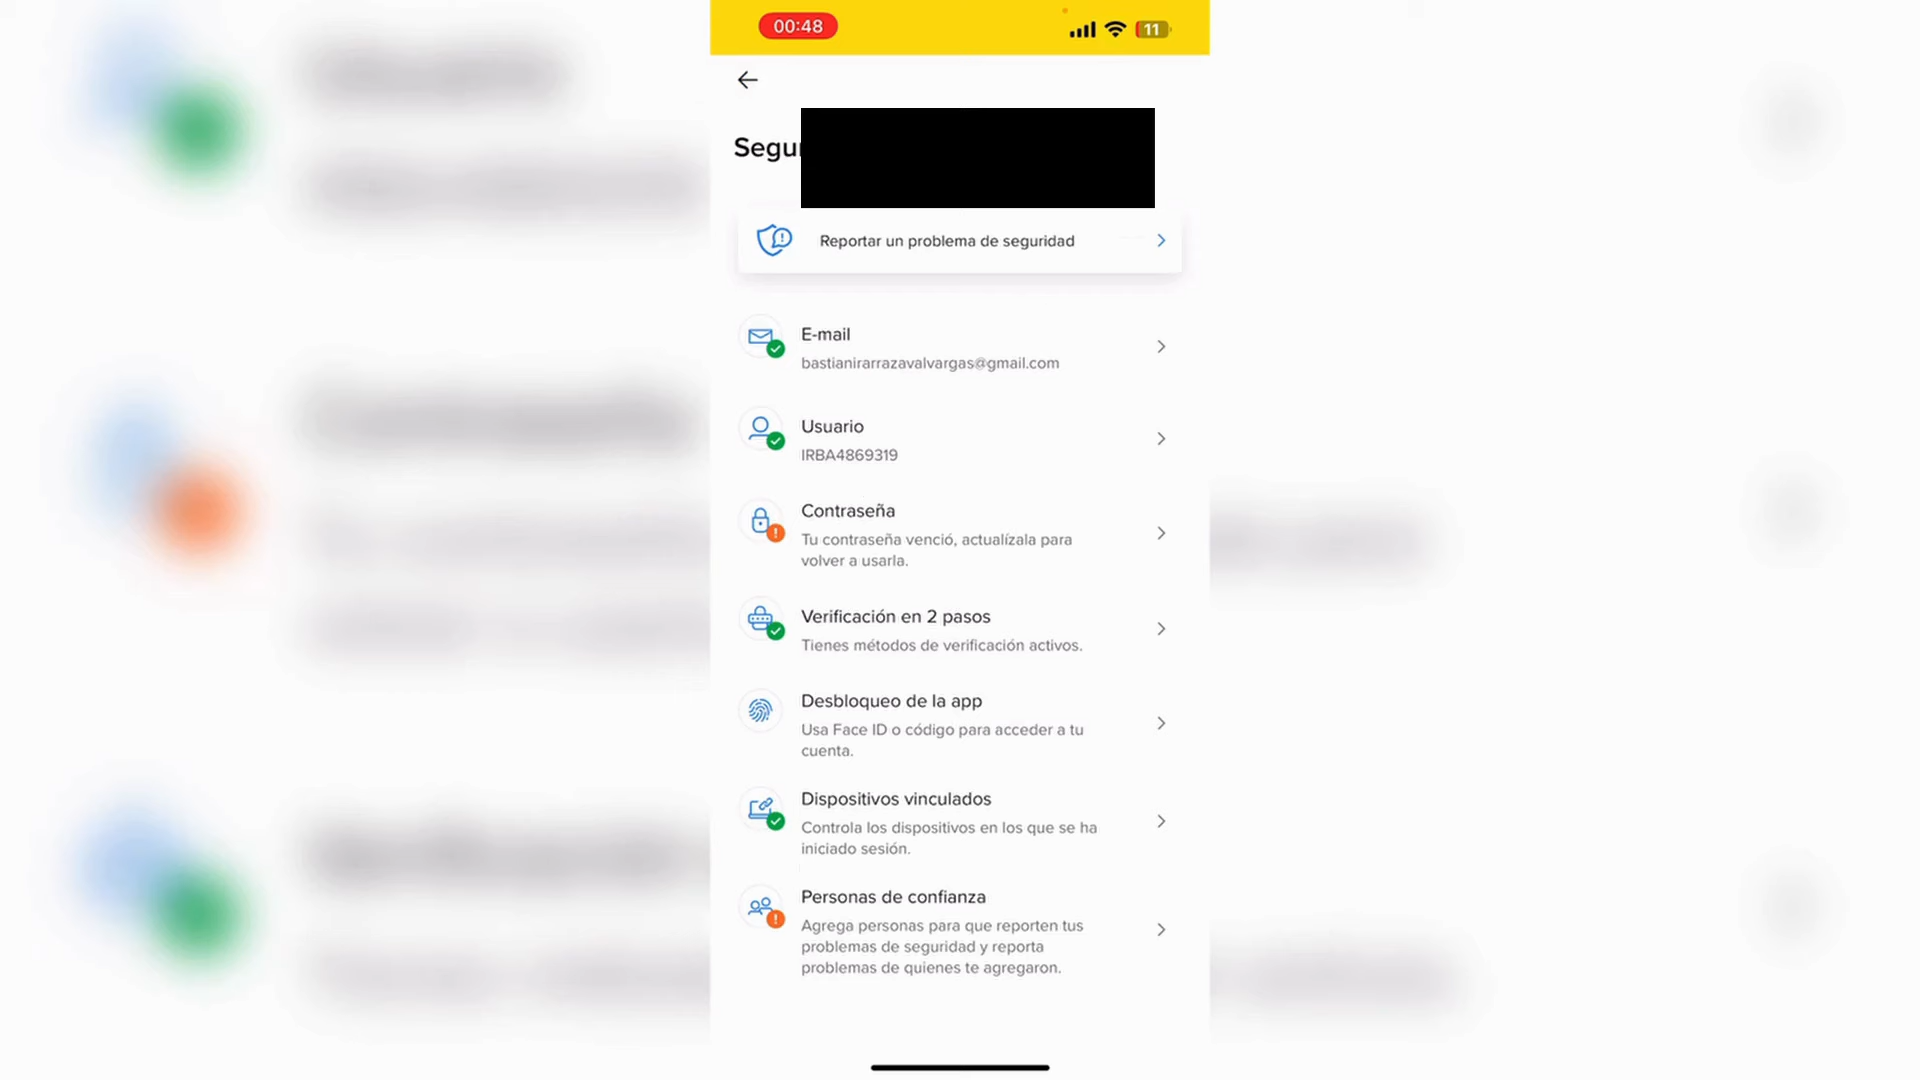 00:48
11
Segur
Reportar un problema de seguridad
E-mail
bastianirarrazavalvargas@gmail.com
Usuario
IRBA4869319
Contraseña
Tu contraseña venció, actualízala para
volver a usarla.
Verificación en 2 pasos
Tienes métodos de verificación activos.
Desbloqueo de la app
Usa Face ID o código para acceder a tu
cuenta.
Dispositivos vinculados
Controla los dispositivos en los que se ha
iniciado sesión.
Personas de confianza
Agrega personas para que reporten tus
problemas de seguridad y reporta
problemas de quienes te agregaron.